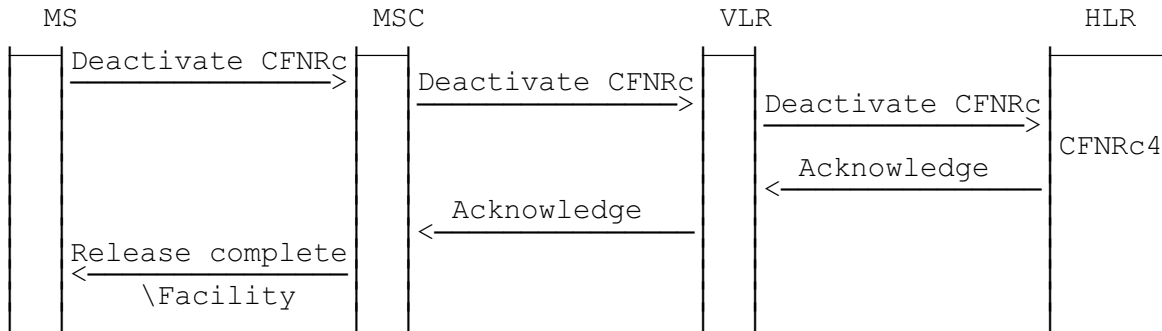 MS MSC VLR HLR
Deactivate CFNRc
Deactivate CFNRc
Deactivate CFNRc
CFNRc4
Acknowledge
Acknowledge
Release complete
\Facility